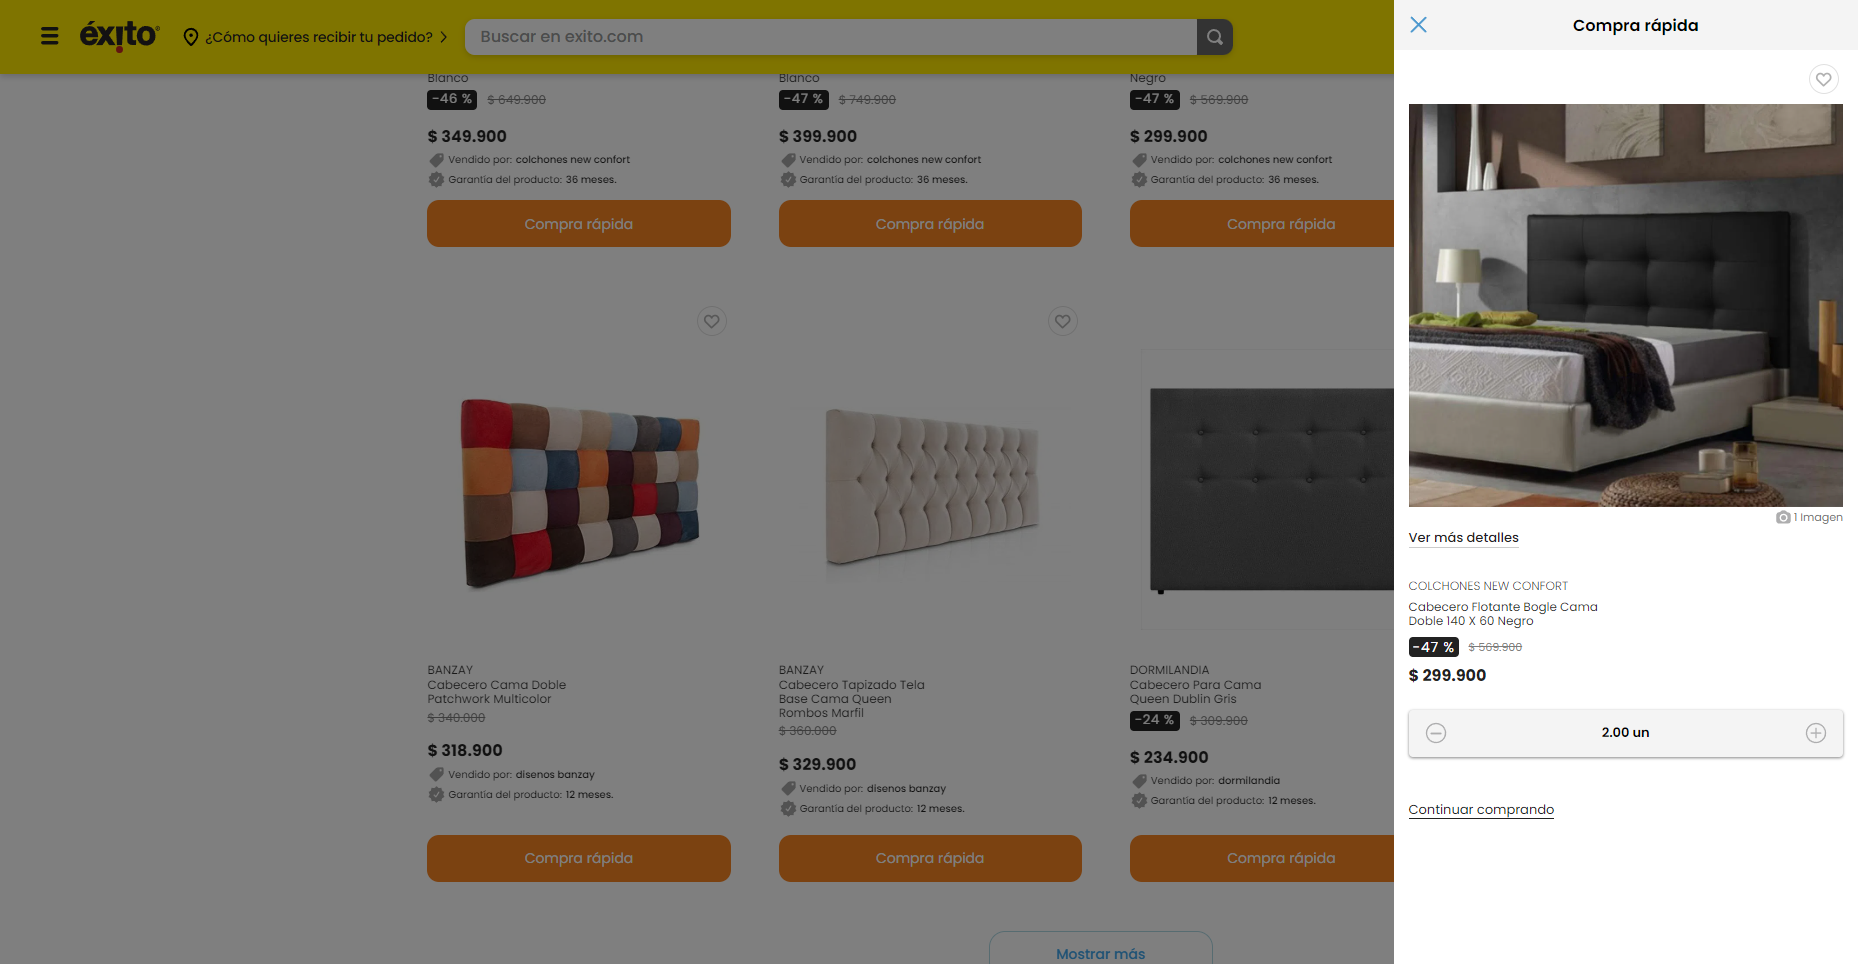 éxito
¿Cómo quieres recibir tu pedido?
Buscar en exito.com
Blanco
-46 % $ 649.900
$ 349.900
Vendido por: colchones new confort
Garantía del producto: 36 meses.
Compra rápida
Blanco
-47 % $ 749.900
$ 399.900
Vendido por: colchones new confort
Garantía del producto: 36 meses.
Compra rápida
Negro
-47 % $ 569.900
$ 299.900
Vendido por: colchones new confort
Garantía del producto: 36 meses.
Compra rápida
BANZAY
Cabecero Cama Doble
Patchwork Multicolor
$ 340.000
$ 318.900
Vendido por: disenos banzay
Garantía del producto: 12 meses.
Compra rápida
BANZAY
Cabecero Tapizado Tela
Base Cama Queen
Rombos Marfil
$ 360.000
$ 329.900
Vendido por: disenos banzay
Garantía del producto: 12 meses.
Compra rápida
DORMILANDIA
Cabecero Para Cama
Queen Dublin Gris
-24 % $ 309.900
$ 234.900
Vendido por: dormilandia
Garantía del producto: 12 meses.
Compra rápida
Mostrar más
Compra rápida
1 Imagen
Ver más detalles
COLCHONES NEW CONFORT
Cabecero Flotante Bogle Cama
Doble 140 X 60 Negro
-47 % $ 569.900
$ 299.900
2.00 un
Continuar comprando